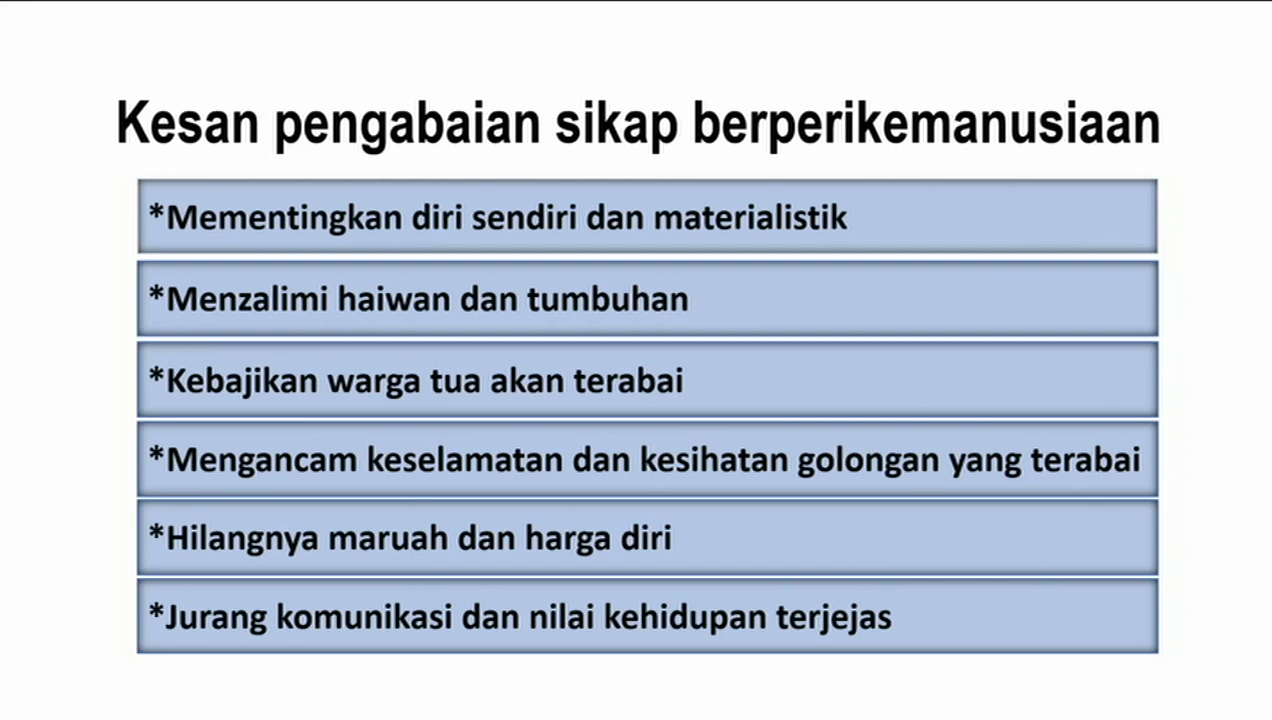 Kesan pengabaian sikap berperikemanusiaan
*Mementingkan diri sendiri dan materialistik
*Menzalimi haiwan dan tumbuhan
*Kebajikan warga tua akan terabai
*Mengancam keselamatan dan kesihatan golongan yang terabai
*Hilangnya maruah dan harga diri
*Jurang komunikasi dan nilai kehidupan terjejas